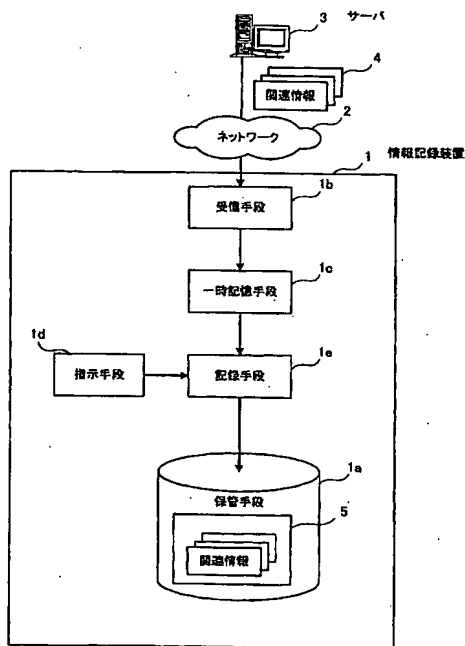 3 サーバ
4
関連情報
2
ネットワーク
1 情報記録装置
1b
受信手段
1c
一時記憶手段
1d
指示手段
1e
記録手段
1a
保管手段
5
関連情報